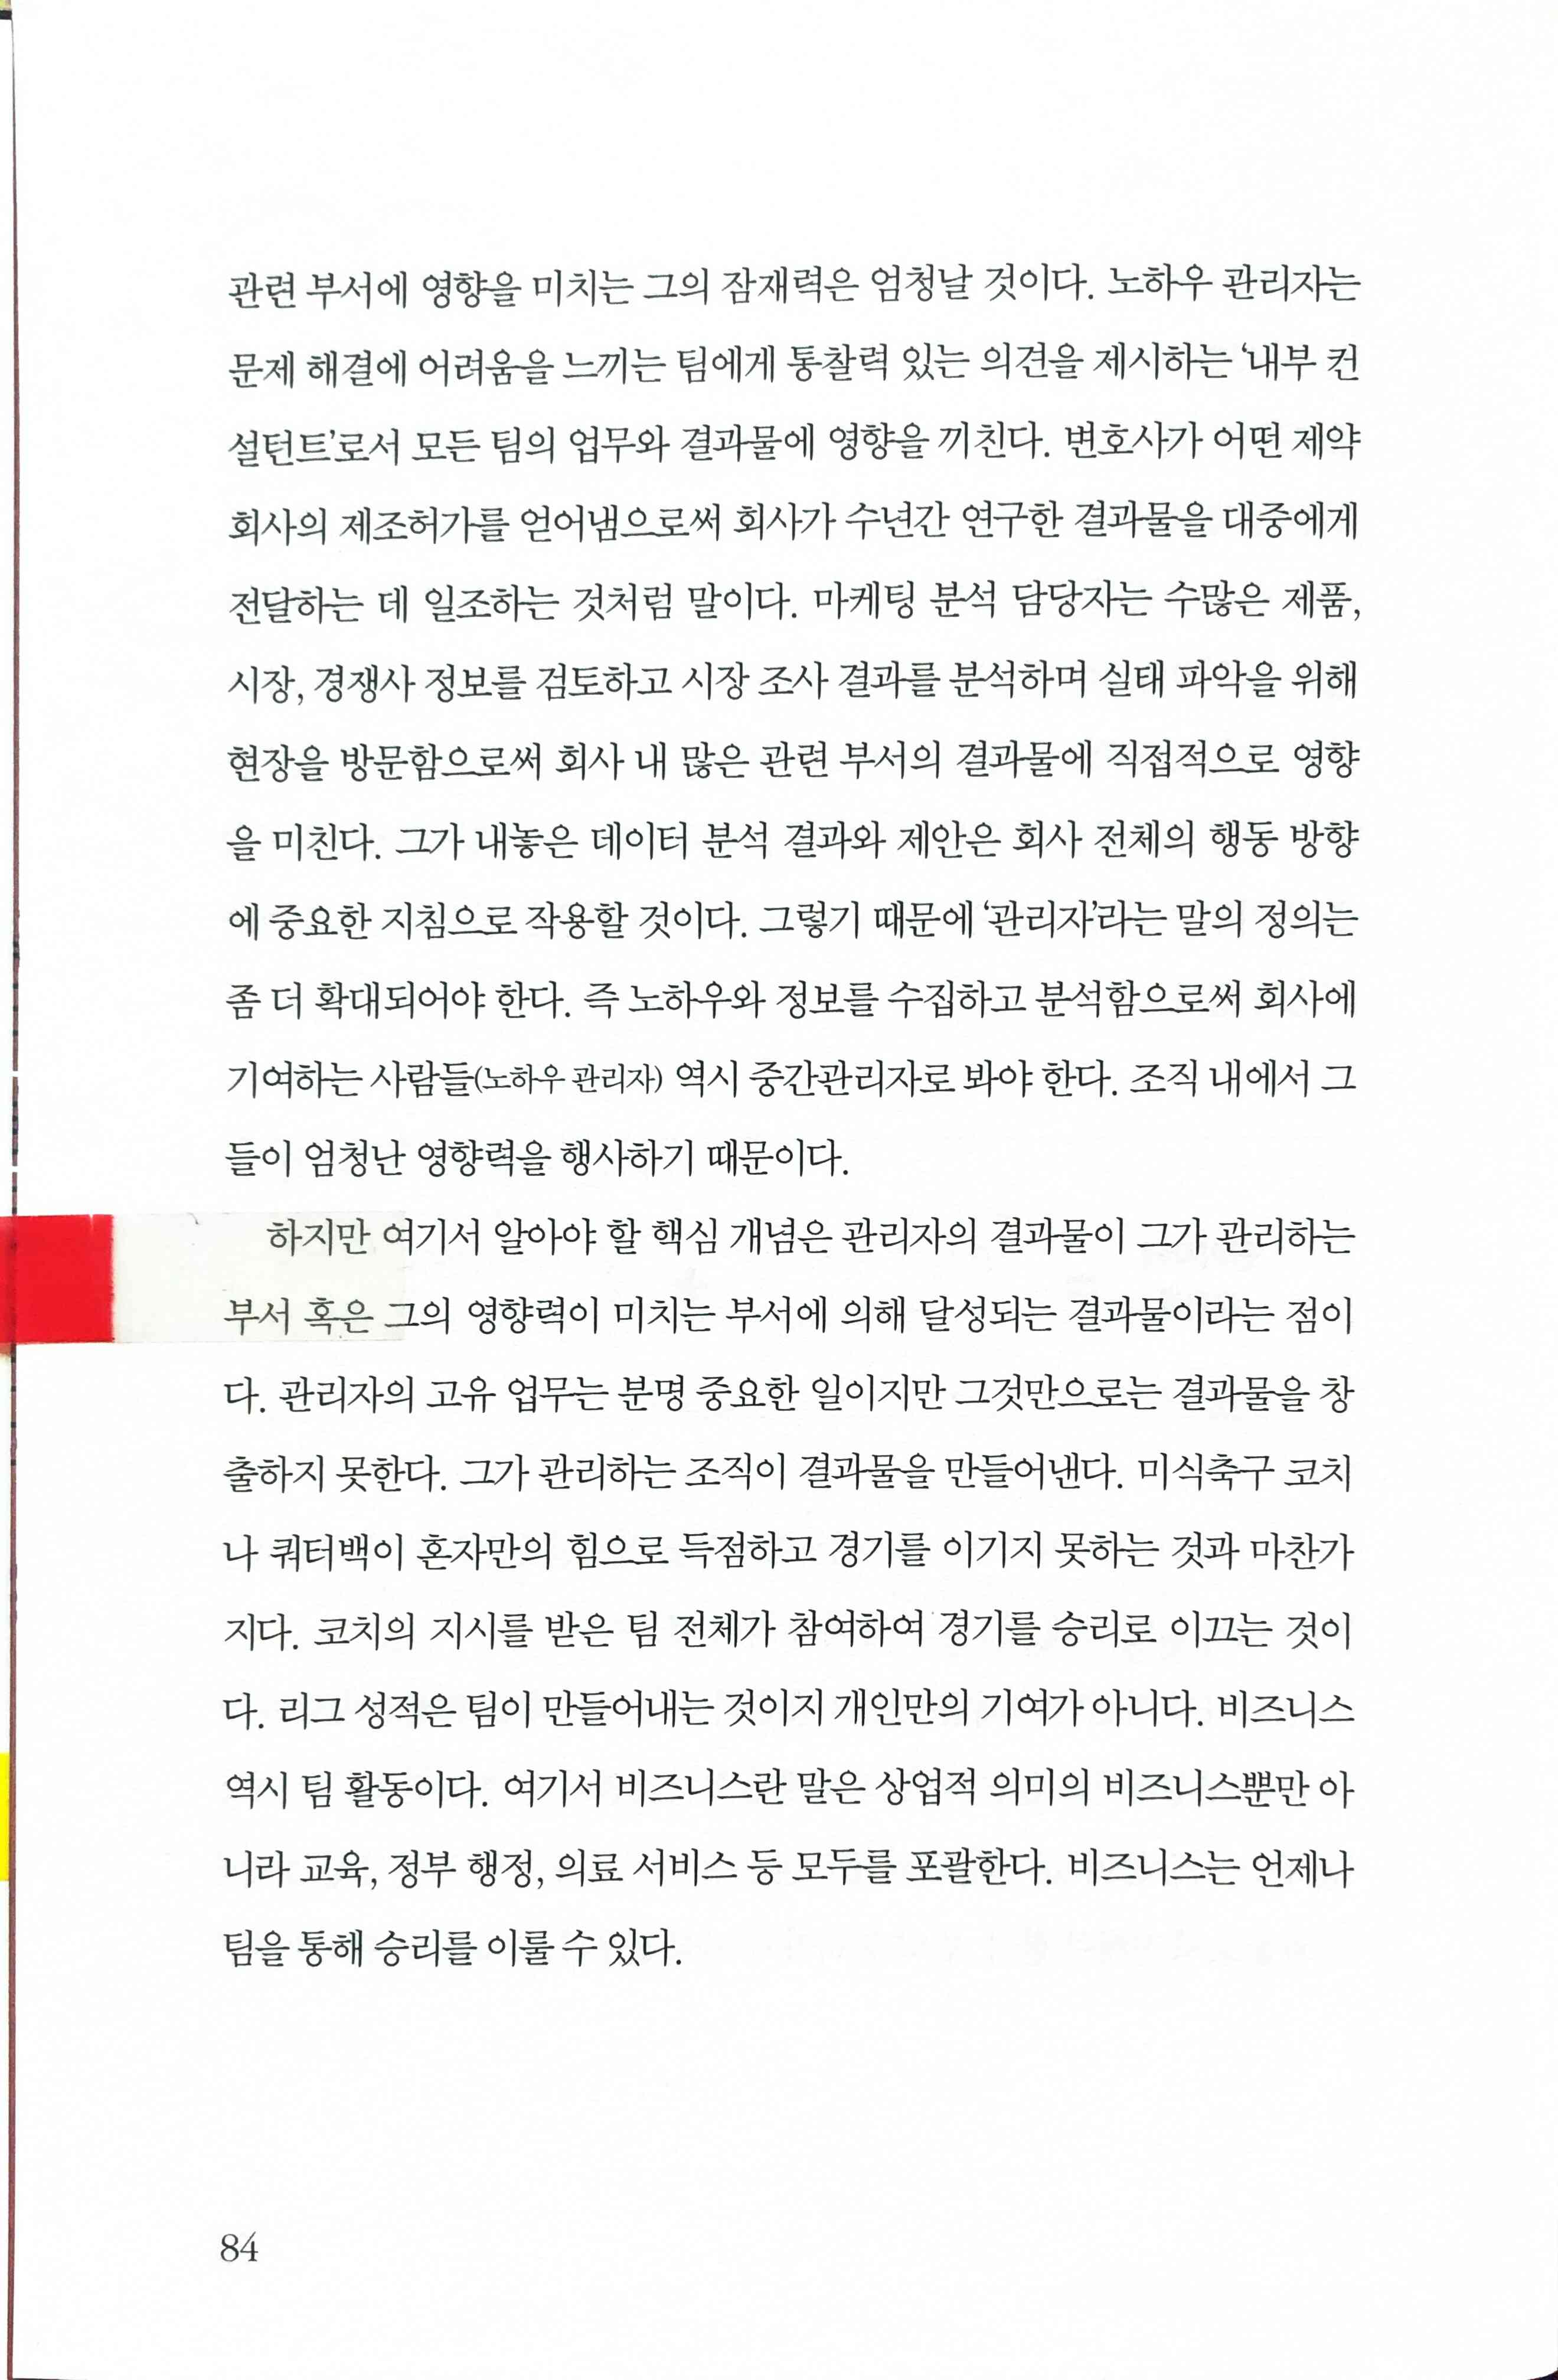 관련 부서에 영향을 미치는 그의 잠재력은 엄청날 것이다. 노하우 관리자는
문제 해결에 어려움을 느끼는 팀에게 통찰력 있는 의견을 제시하는 ‘내부 컨
설턴트’로서 모든 팀의 업무와 결과물에 영향을 끼친다. 변호사가 어떤 제약
회사의 제조허가를 얻어냄으로써 회사가 수년간 연구한 결과물을 대중에게
전달하는 데 일조하는 것처럼 말이다. 마케팅 분석 담당자는 수많은 제품,
시장, 경쟁사 정보를 검토하고 시장 조사 결과를 분석하며 실태 파악을 위해
현장을 방문함으로써 회사 내 많은 관련 부서의 결과물에 직접적으로 영향
을 미친다. 그가 내놓은 데이터 분석 결과와 제안은 회사 전체의 행동 방향
에 중요한 지침으로 작용할 것이다. 그렇기 때문에 ‘관리자’라는 말의 정의는
좀 더 확대되어야 한다. 즉 노하우와 정보를 수집하고 분석함으로써 회사에
기여하는 사람들(노하우 관리자) 역시 중간관리자로 봐야 한다. 조직 내에서 그
들이 엄청난 영향력을 행사하기 때문이다.
하지만 여기서 알아야 할 핵심 개념은 관리자의 결과물이 그가 관리하는
부서 혹은 그의 영향력이 미치는 부서에 의해 달성되는 결과물이라는 점이
다. 관리자의 고유 업무는 분명 중요한 일이지만 그것만으로는 결과물을 창
출하지 못한다. 그가 관리하는 조직이 결과물을 만들어낸다. 미식축구 코치
나 쿼터백이 혼자만의 힘으로 득점하고 경기를 이기지 못하는 것과 마찬가
지다. 코치의 지시를 받은 팀 전체가 참여하여 경기를 승리로 이끄는 것이
다. 리그 성적은 팀이 만들어내는 것이지 개인만의 기여가 아니다. 비즈니스
역시 팀 활동이다. 여기서 비즈니스란 말은 상업적 의미의 비즈니스뿐만 아
니라 교육, 정부 행정, 의료 서비스 등 모두를 포괄한다. 비즈니스는 언제나
팀을 통해 승리를 이룰 수 있다.
84